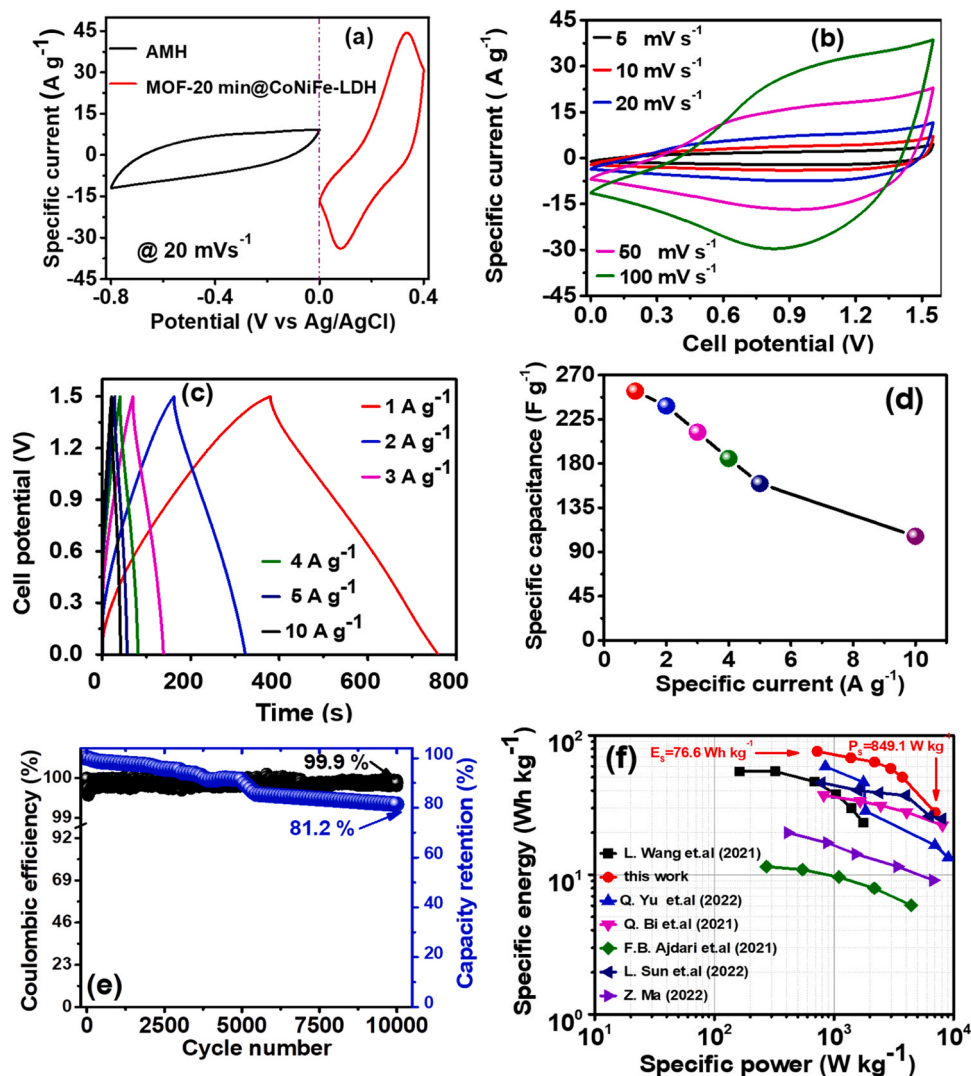 (a)
AMH
MOF-20 min@CoNiFe-LDH
@ 20 mVs-1
45
30
15
0
-15
-30
-45
-0.8
-0.4
0.0
0.4
Specific current (A g-1)
Potential (V vs Ag/AgCl)
(b)
5 mV s-1
10 mV s-1
20 mV s-1
50 mV s-1
100 mV s-1
45
30
15
0
-15
-30
-45
0.0
0.3
0.6
0.9
1.2
1.5
Specific current ( A g-1)
Cell potential (V)
(c)
1 A g-1
2 A g-1
3 A g-1
4 A g-1
5 A g-1
10 A g-1
1.5
1.2
0.9
0.6
0.3
0.0
0
200
400
600
800
Cell potential (V)
Time (s)
(d)
270
225
180
135
90
45
0
0
2
4
6
8
10
Specific capacitance (F g-1)
Specific current (A g-1)
(e)
99.9 %
81.2 %
100
99
92
69
46
23
0
100
80
60
40
20
0
0
2500
5000
7500
10000
Coulombic efficiency (%)
Capacity retention (%)
Cycle number
(f)
Es=76.6 Wh kg-1
Ps=849.1 W kg-1
L. Wang et.al (2021)
this work
Q. Yu et.al (2022)
Q. Bi et.al (2021)
F.B. Ajdari et.al (2021)
L. Sun et.al (2022)
Z. Ma (2022)
10^2
10^1
10^0
10^1
10^2
10^3
10^4
Specific energy (Wh kg-1)
Specific power (W kg-1)